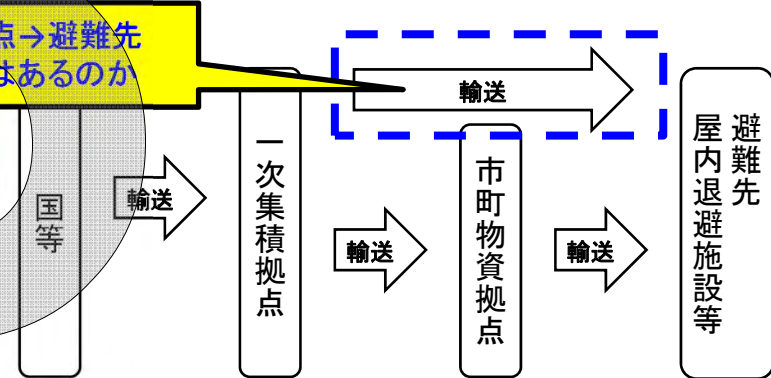 点→避難先
はあるのか
国等
輸送
一次集積拠点
輸送
輸送
市町物資拠点
輸送
避難先
屋内退避施設等